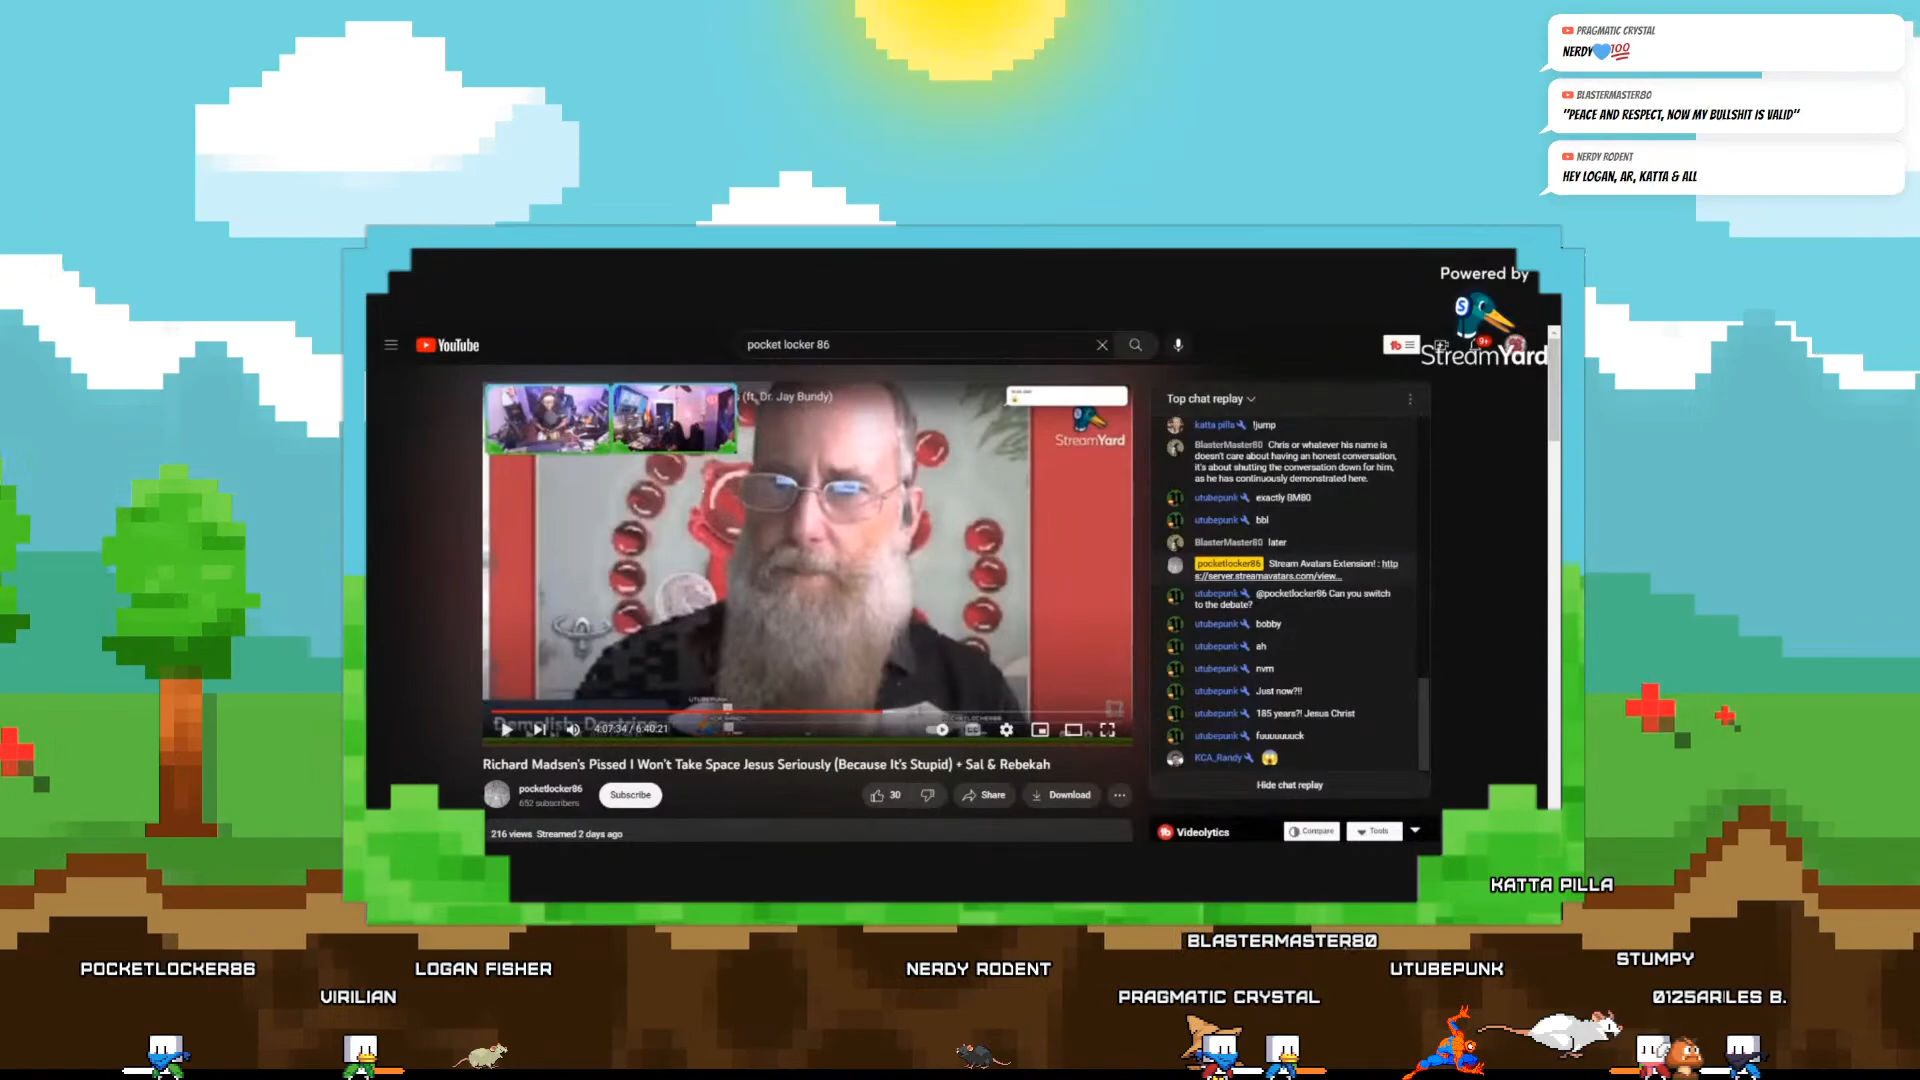 PRAGMATIC CRYSTAL
NERDY💙💯
BLASTERMASTER80
"PEACE AND RESPECT, NOW MY BULLSHIT IS VALID"
NERDY RODENT
HEY LOGAN, AR, KATTA & ALL
Powered by
S
StreamYard
YouTube
pocket locker 86
9+
(ft. Dr. Jay Bundy)
StreamYard
UTUBEPUNK
Demolish Doctrine
4:07:34 / 6:40:21
Richard Madsen's Pissed I Won't Take Space Jesus Seriously (Because It's Stupid) + Sal & Rebekah
pocketlocker86
652 subscribers
Subscribe
30
Share
Download
216 views Streamed 2 days ago
Top chat replay
katta pilla !jump
BlasterMaster80 Chris or whatever his name is
doesn't care about having an honest conversation,
it's about shutting the conversation down for him,
as he has continuously demonstrated here.
utubepunk exactly BM80
utubepunk bbl
BlasterMaster80 later
pocketlocker86 Stream Avatars Extension! : http
s://server.streamavatars.com/view...
utubepunk @pocketlocker86 Can you switch
to the debate?
utubepunk bobby
utubepunk ah
utubepunk nvm
utubepunk Just now?!!
utubepunk 185 years?! Jesus Christ
utubepunk fuuuuuuuck
KCA_Randy 😱
Hide chat replay
Videolytics
Compare
Tools
KATTA PILLA
BLASTERMASTER80
POCKETLOCKER86
LOGAN FISHER
NERDY RODENT
UTUBEPUNK
STUMPY
VIRILIAN
PRAGMATIC CRYSTAL